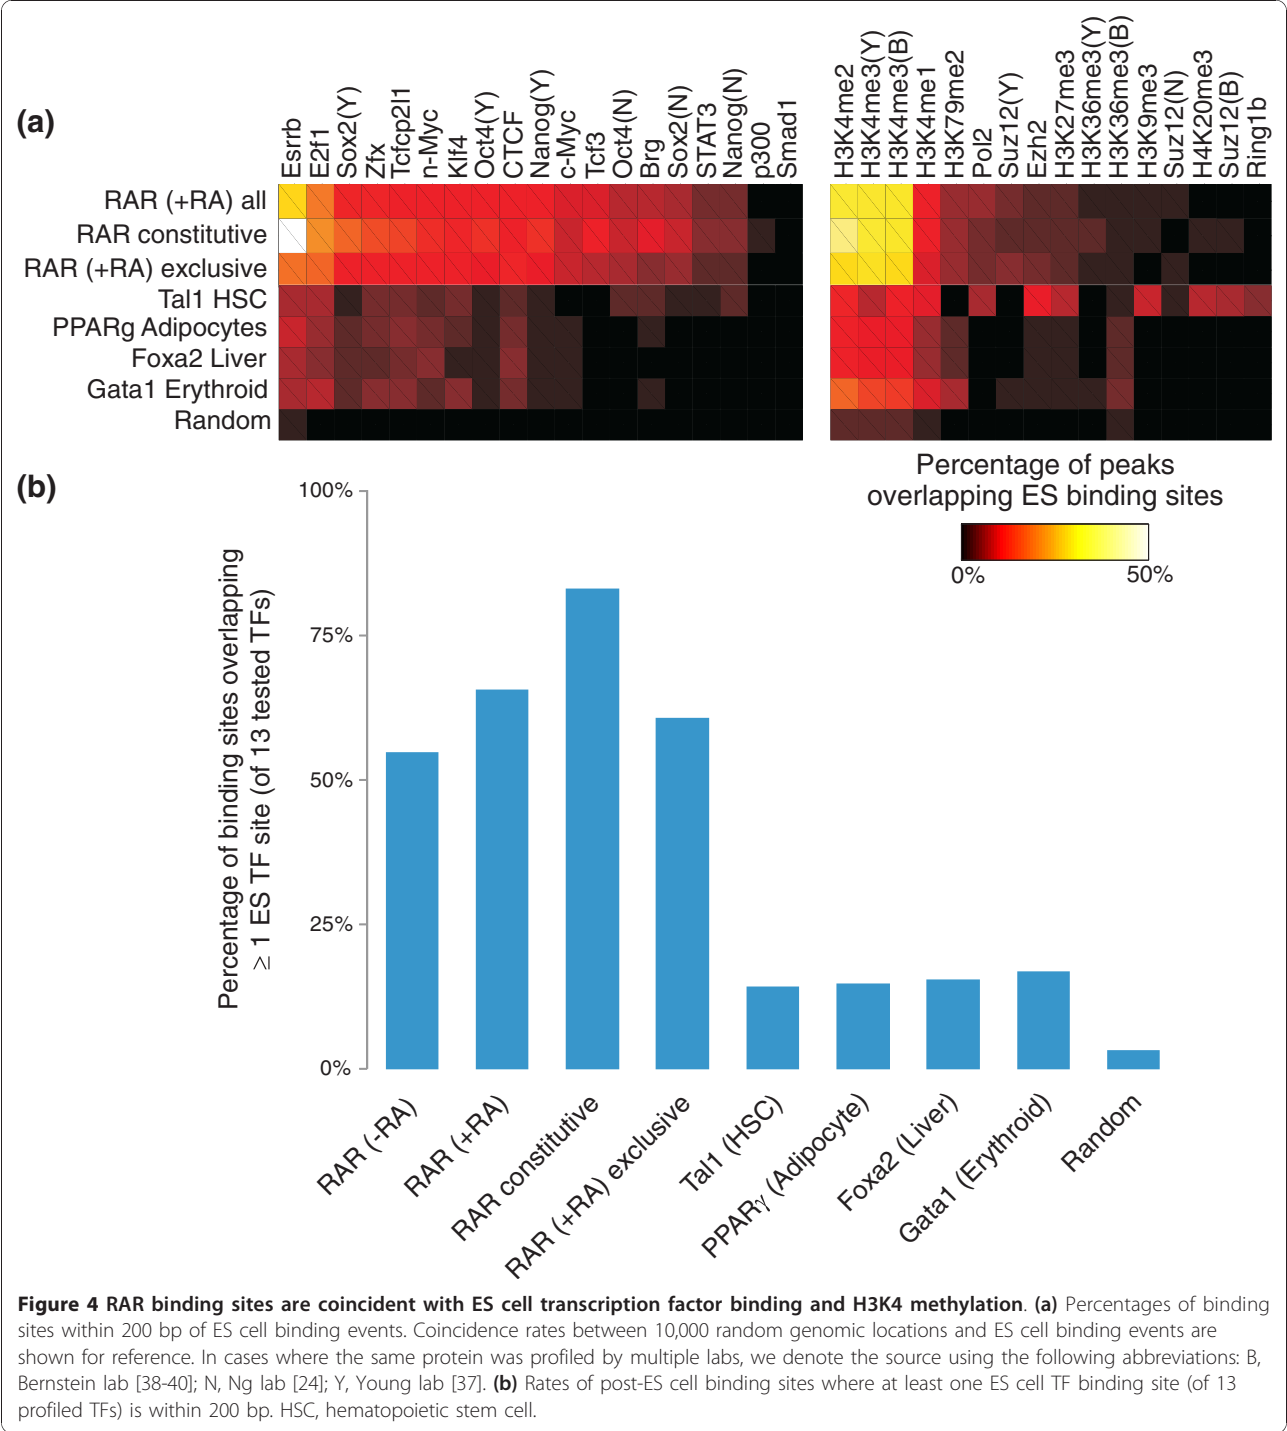 (a)
Esrrb
E2f1
Sox2(Y)
Zfx
Tcfcp2l1
n-Myc
Klf4
Oct4(Y)
CTCF
Nanog(Y)
c-Myc
Tcf3
Oct4(N)
Brg
Sox2(N)
STAT3
Nanog(N)
p300
Smad1
H3K4me2
H3K4me3(Y)
H3K4me3(B)
H3K4me1
H3K79me2
Pol2
Suz12(Y)
Ezh2
H3K27me3
H3K36me3(Y)
H3K36me3(B)
H3K9me3
Suz12(N)
H4K20me3
Suz12(B)
Ring1b
RAR (+RA) all
RAR constitutive
RAR (+RA) exclusive
Tal1 HSC
PPARg Adipocytes
Foxa2 Liver
Gata1 Erythroid
Random
Percentage of peaks
overlapping ES binding sites
0%
50%
(b)
Percentage of binding sites overlapping
≥ 1 ES TF site (of 13 tested TFs)
100%
75%
50%
25%
0%
RAR (-RA)
RAR (+RA)
RAR constitutive
RAR (+RA) exclusive
Tal1 (HSC)
PPARγ (Adipocyte)
Foxa2 (Liver)
Gata1 (Erythroid)
Random
Figure 4 RAR binding sites are coincident with ES cell transcription factor binding and H3K4 methylation. (a) Percentages of binding
sites within 200 bp of ES cell binding events. Coincidence rates between 10,000 random genomic locations and ES cell binding events are
shown for reference. In cases where the same protein was profiled by multiple labs, we denote the source using the following abbreviations: B,
Bernstein lab [38-40]; N, Ng lab [24]; Y, Young lab [37]. (b) Rates of post-ES cell binding sites where at least one ES cell TF binding site (of 13
profiled TFs) is within 200 bp. HSC, hematopoietic stem cell.